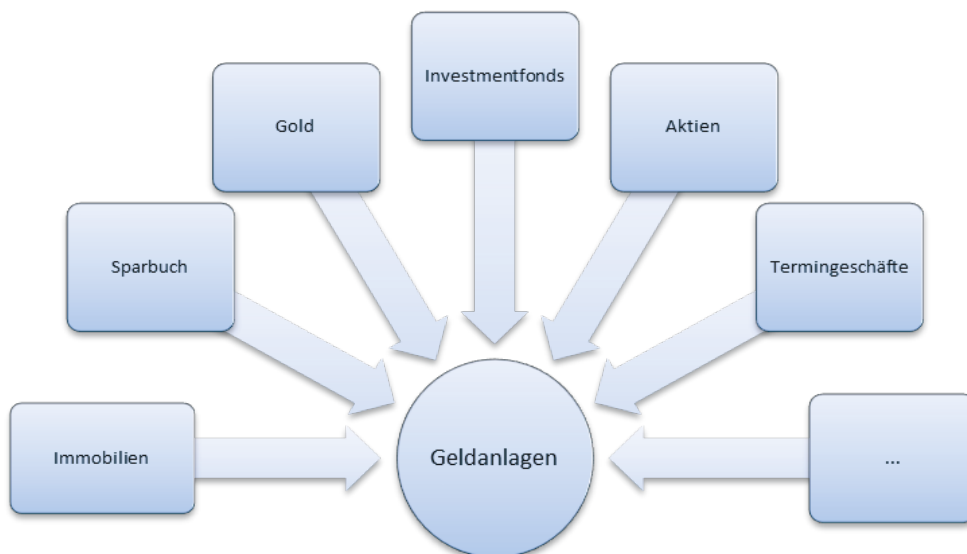 Investmentfonds
Gold
Aktien
Sparbuch
Termingeschäfte
Immobilien
Geldanlagen
...